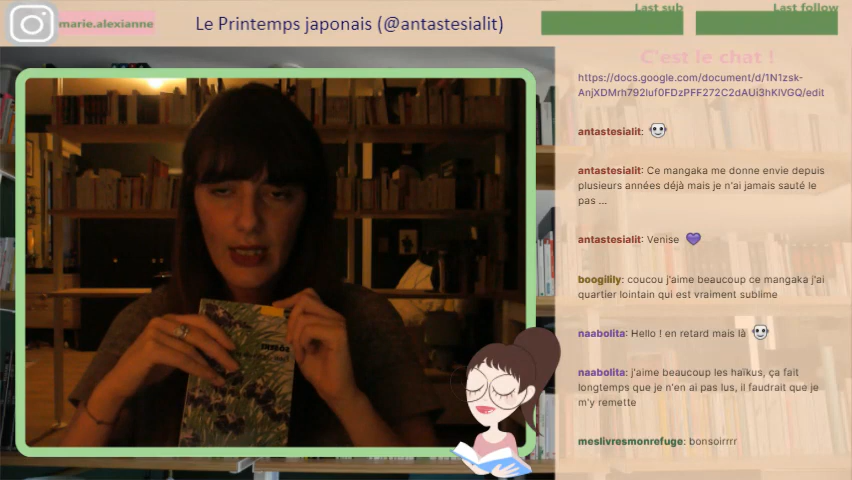 marie.alexianne
Le Printemps japonais (@antastesialit)
Last sub
Last follow
C'est le chat !
https://docs.google.com/document/d/1N1zsk-
AnjXDMrh792Iuf0FDzPFF272C2dAUi3hKIVGQ/edit
antastesialit:
antastesialit: Ce mangaka me donne envie depuis
plusieurs années déjà mais je n'ai jamais sauté le
pas ...
antastesialit: Venise
boogilily: coucou j'aime beaucoup ce mangaka j'ai
quartier lointain qui est vraiment sublime
naabolita: Hello ! en retard mais là
naabolita: j'aime beaucoup les haïkus, ça fait
longtemps que je n'en ai pas lus, il faudrait que je
m'y remette
meslivresmonrefuge: bonsoirrrr